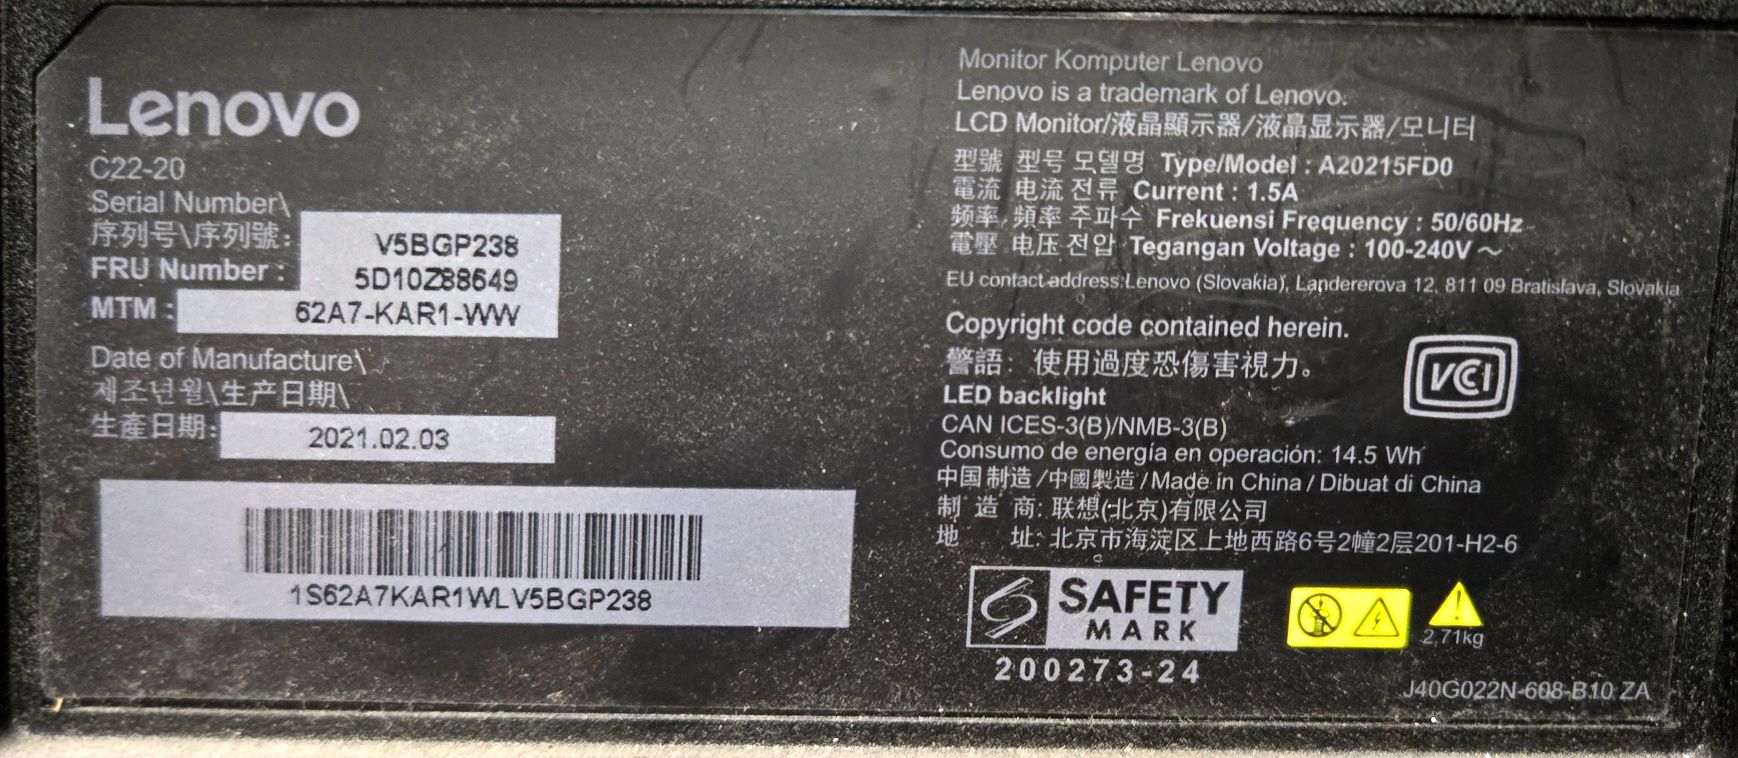 Lenovo
C22-20
Serial Number\
序列号\序列號:
V5BGP238
FRU Number :
5D10Z88649
MTM :
62A7-KAR1-WW
Date of Manufacture\
제조년월\生产日期\
生產日期:
2021.02.03
1S62A7KAR1WLV5BGP238
Monitor Komputer Lenovo
Lenovo is a trademark of Lenovo.
LCD Monitor/液晶顯示器/液晶显示器/모니터
型號 型号 모델명 Type/Model : A20215FD0
電流 电流 전류 Current : 1.5A
频率 頻率 주파수 Frekuensi Frequency : 50/60Hz
電壓 电压 전압 Tegangan Voltage : 100-240V ~
EU contact address:Lenovo (Slovakia), Landererova 12, 811 09 Bratislava, Slovakia
Copyright code contained herein.
警語：使用過度恐傷害視力。
LED backlight
VCCI
CAN ICES-3(B)/NMB-3(B)
Consumo de energía en operación: 14.5 Wh
中国制造/中國製造/Made in China / Dibuat di China
制 造 商: 联想(北京)有限公司
地 址: 北京市海淀区上地西路6号2幢2层201-H2-6
SAFETY
MARK
200273-24
2,71kg
J40G022N-608-B10 ZA